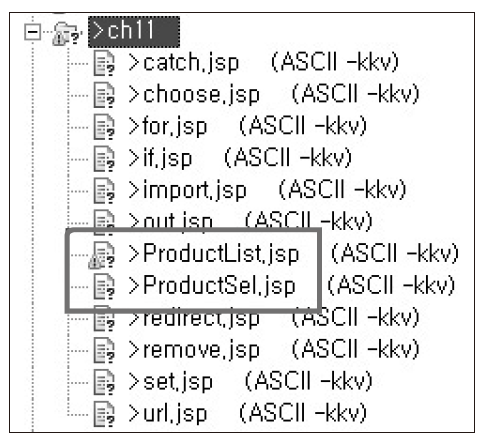 >ch11
>catch.jsp (ASCII -kkv)
>choose.jsp (ASCII -kkv)
>for.jsp (ASCII -kkv)
>if.jsp (ASCII -kkv)
>import.jsp (ASCII -kkv)
>out.jsp (ASCII -kkv)
>ProductList.jsp (ASCII -kkv)
>ProductSel.jsp (ASCII -kkv)
>redirect.jsp (ASCII -kkv)
>remove.jsp (ASCII -kkv)
>set.jsp (ASCII -kkv)
>url.jsp (ASCII -kkv)